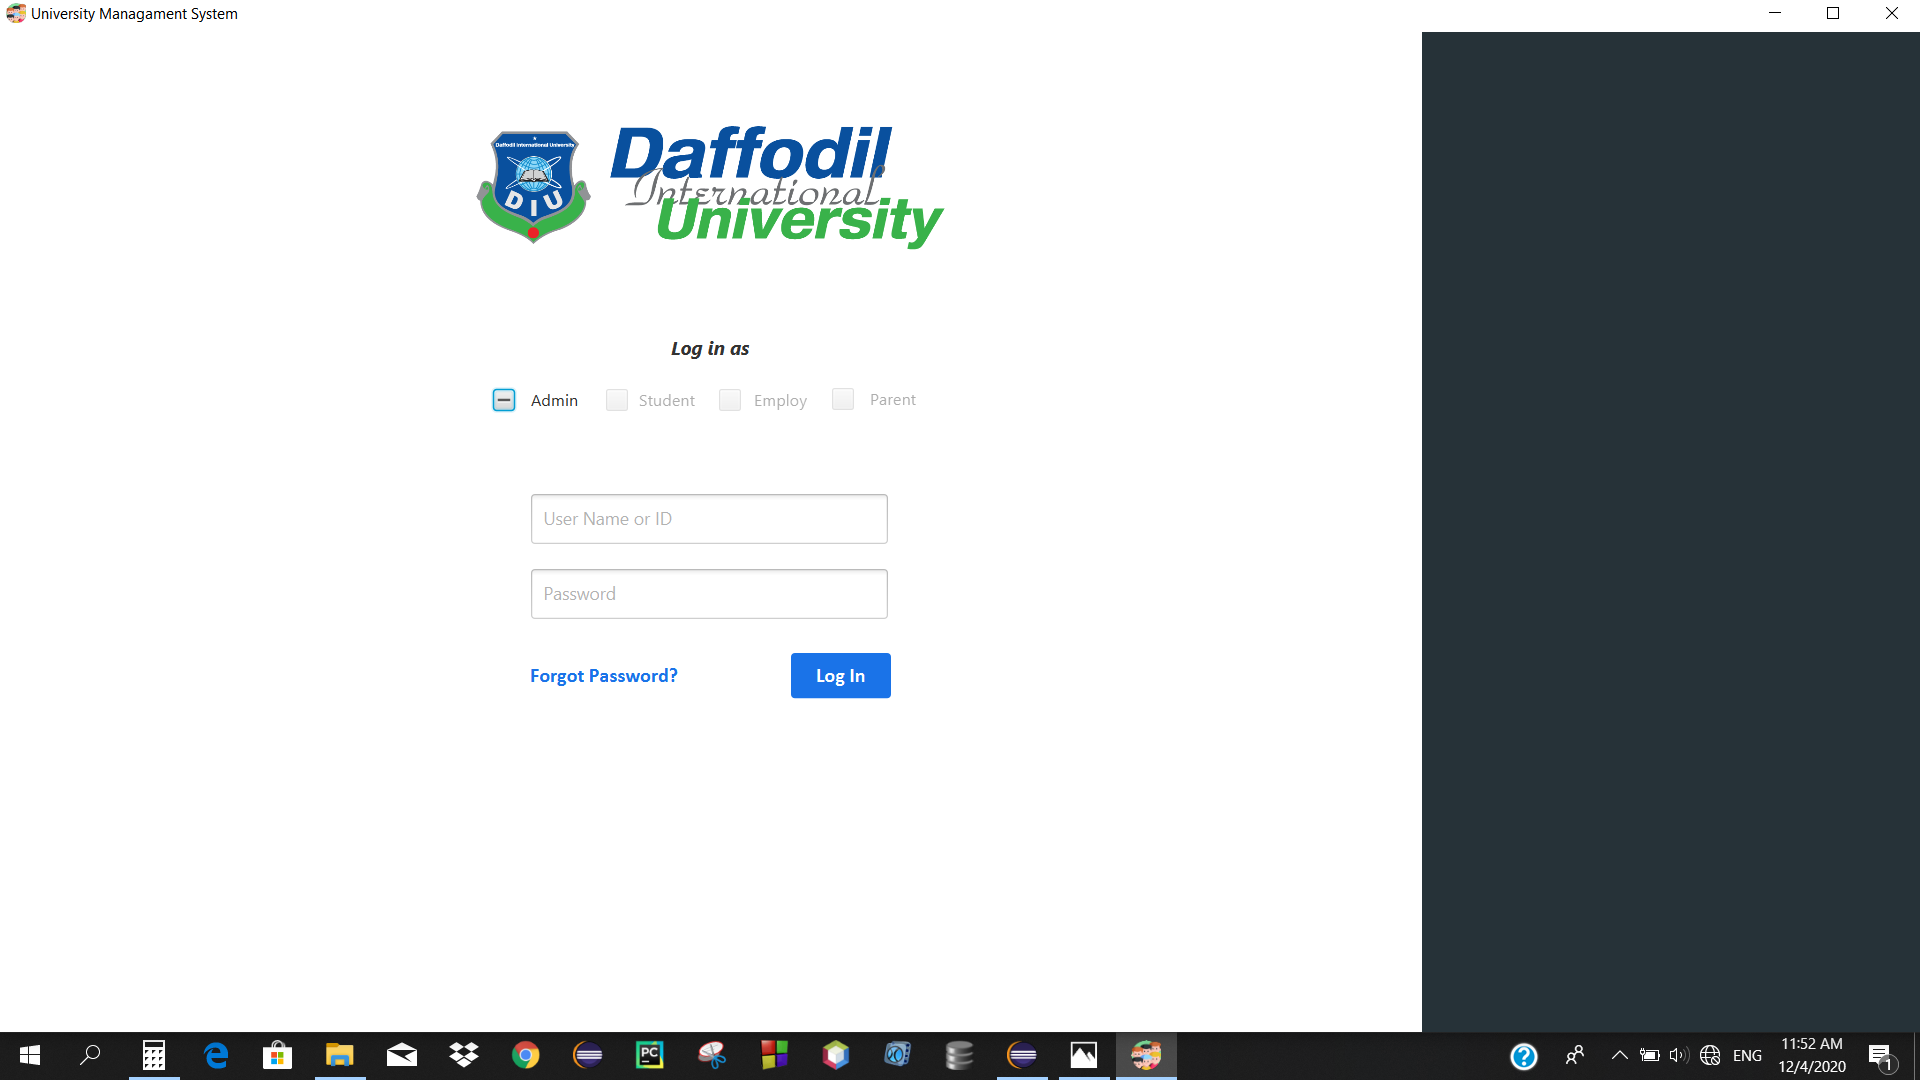 University Managament System
Daffodil International University
DIU
Daffodil
International
University
Log in as
Admin Student Employ Parent
User Name or ID
Password
Forgot Password? Log In
PC
ENG
11:52 AM
12/4/2020
1